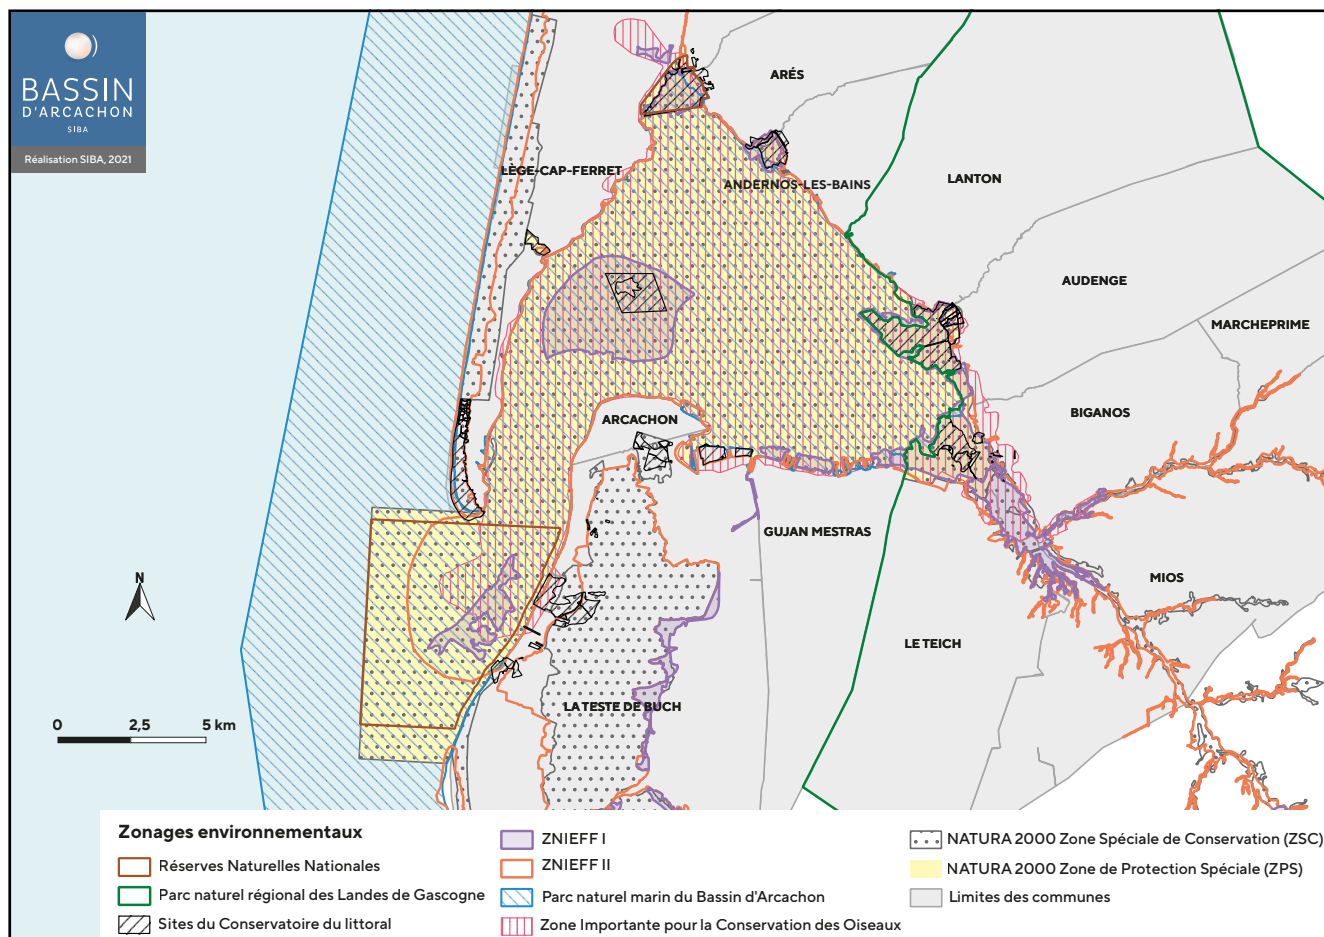 BASSIN
D'ARCACHON
SIBA
Réalisation SIBA, 2021
ARÉS
LÈGE-CAP-FERRET
ANDERNOS-LES-BAINS
LANTON
AUDENGE
MARCHEPRIME
BIGANOS
ARCACHON
GUJAN MESTRAS
MIOS
LE TEICH
LA TESTE DE BUCH
N
0 2,5 5 km
Zonages environnementaux
Réserves Naturelles Nationales
Parc naturel régional des Landes de Gascogne
Sites du Conservatoire du littoral
ZNIEFF I
ZNIEFF II
Parc naturel marin du Bassin d'Arcachon
Zone Importante pour la Conservation des Oiseaux
NATURA 2000 Zone Spéciale de Conservation (ZSC)
NATURA 2000 Zone de Protection Spéciale (ZPS)
Limites des communes